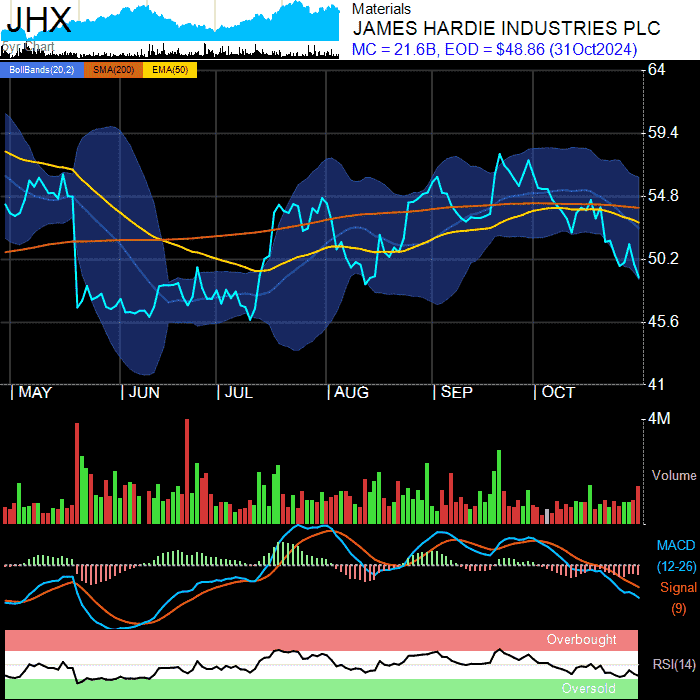 JHX
Materials
JAMES HARDIE INDUSTRIES PLC
MC = 21.6B, EOD = $48.86 (31Oct2024)
BollBands(20,2) SMA(200) EMA(50)
64
59.4
54.8
50.2
45.6
41
MAY JUN JUL AUG SEP OCT
4M
Volume
MACD
(12-26)
Signal
(9)
Overbought
RSI(14)
Oversold